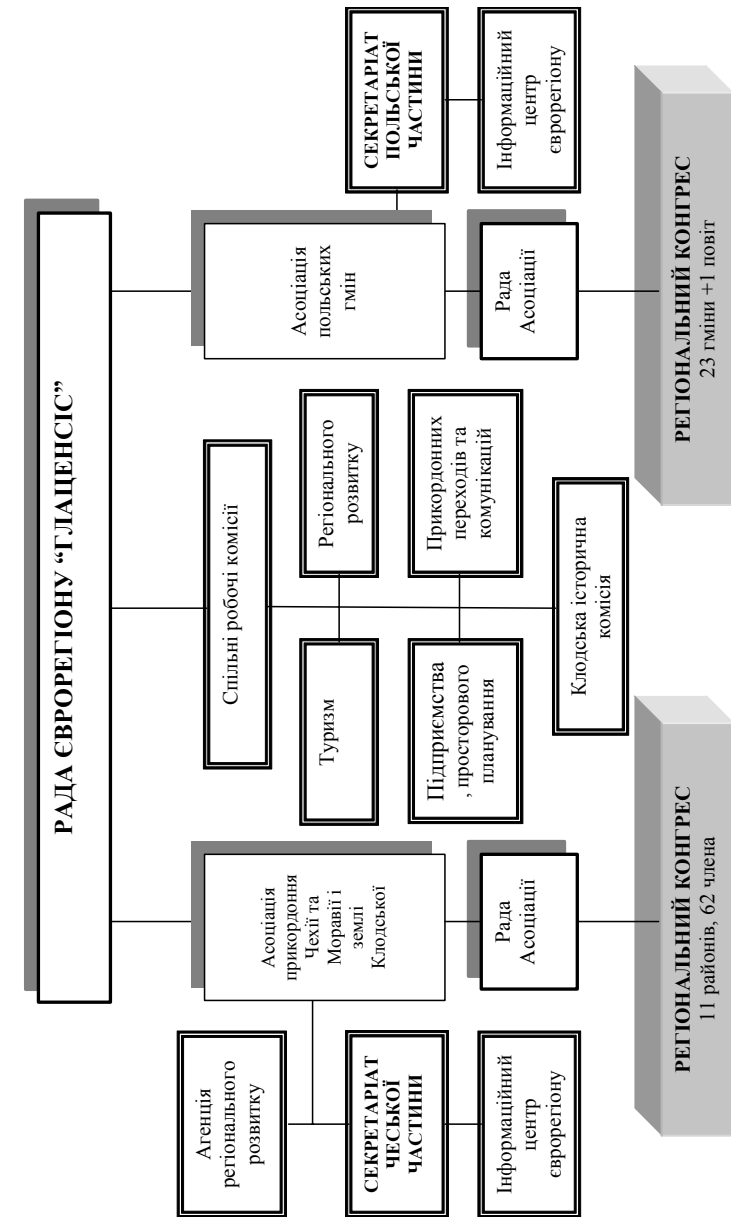 РАДА ЄВРОРЕГІОНУ “ГЛАЦЕНСІС”
Агенція
регіонального
розвитку
СЕКРЕТАРІАТ
ЧЕСЬКОЇ
ЧАСТИНИ
Інформаційний
центр
єврорегіону
Асоціація
прикордоння
Чехії та
Моравії і
землі
Клодської
Рада
Асоціації
РЕГІОНАЛЬНИЙ КОНГРЕС
11 районів, 62 члена
Спільні робочі комісії
Туризм
Регіонального
розвитку
Підприємства
, просторового
планування
Прикордонних
переходів та
комунікацій
Клодська історична
комісія
Асоціація
польських
гмін
Рада
Асоціації
РЕГІОНАЛЬНИЙ КОНГРЕС
23 гміни +1 повіт
СЕКРЕТАРІАТ
ПОЛЬСЬКОЇ
ЧАСТИНИ
Інформаційний
центр
єврорегіону